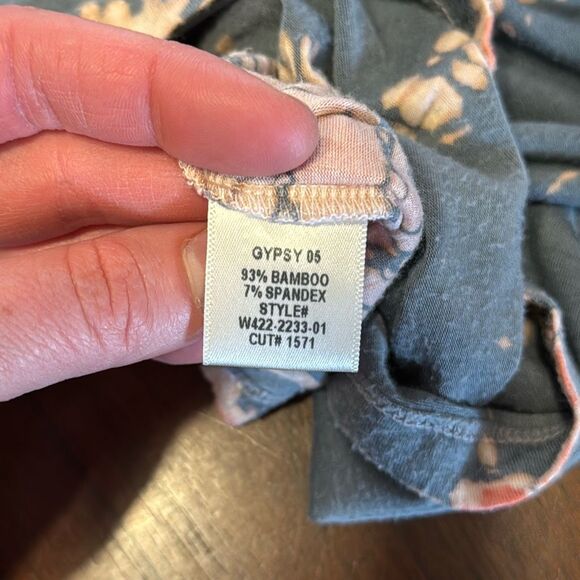 GYPSY 05
93% BAMBOO
7% SPANDEX
STYLE#
W422-2233-01
CUT# 1571